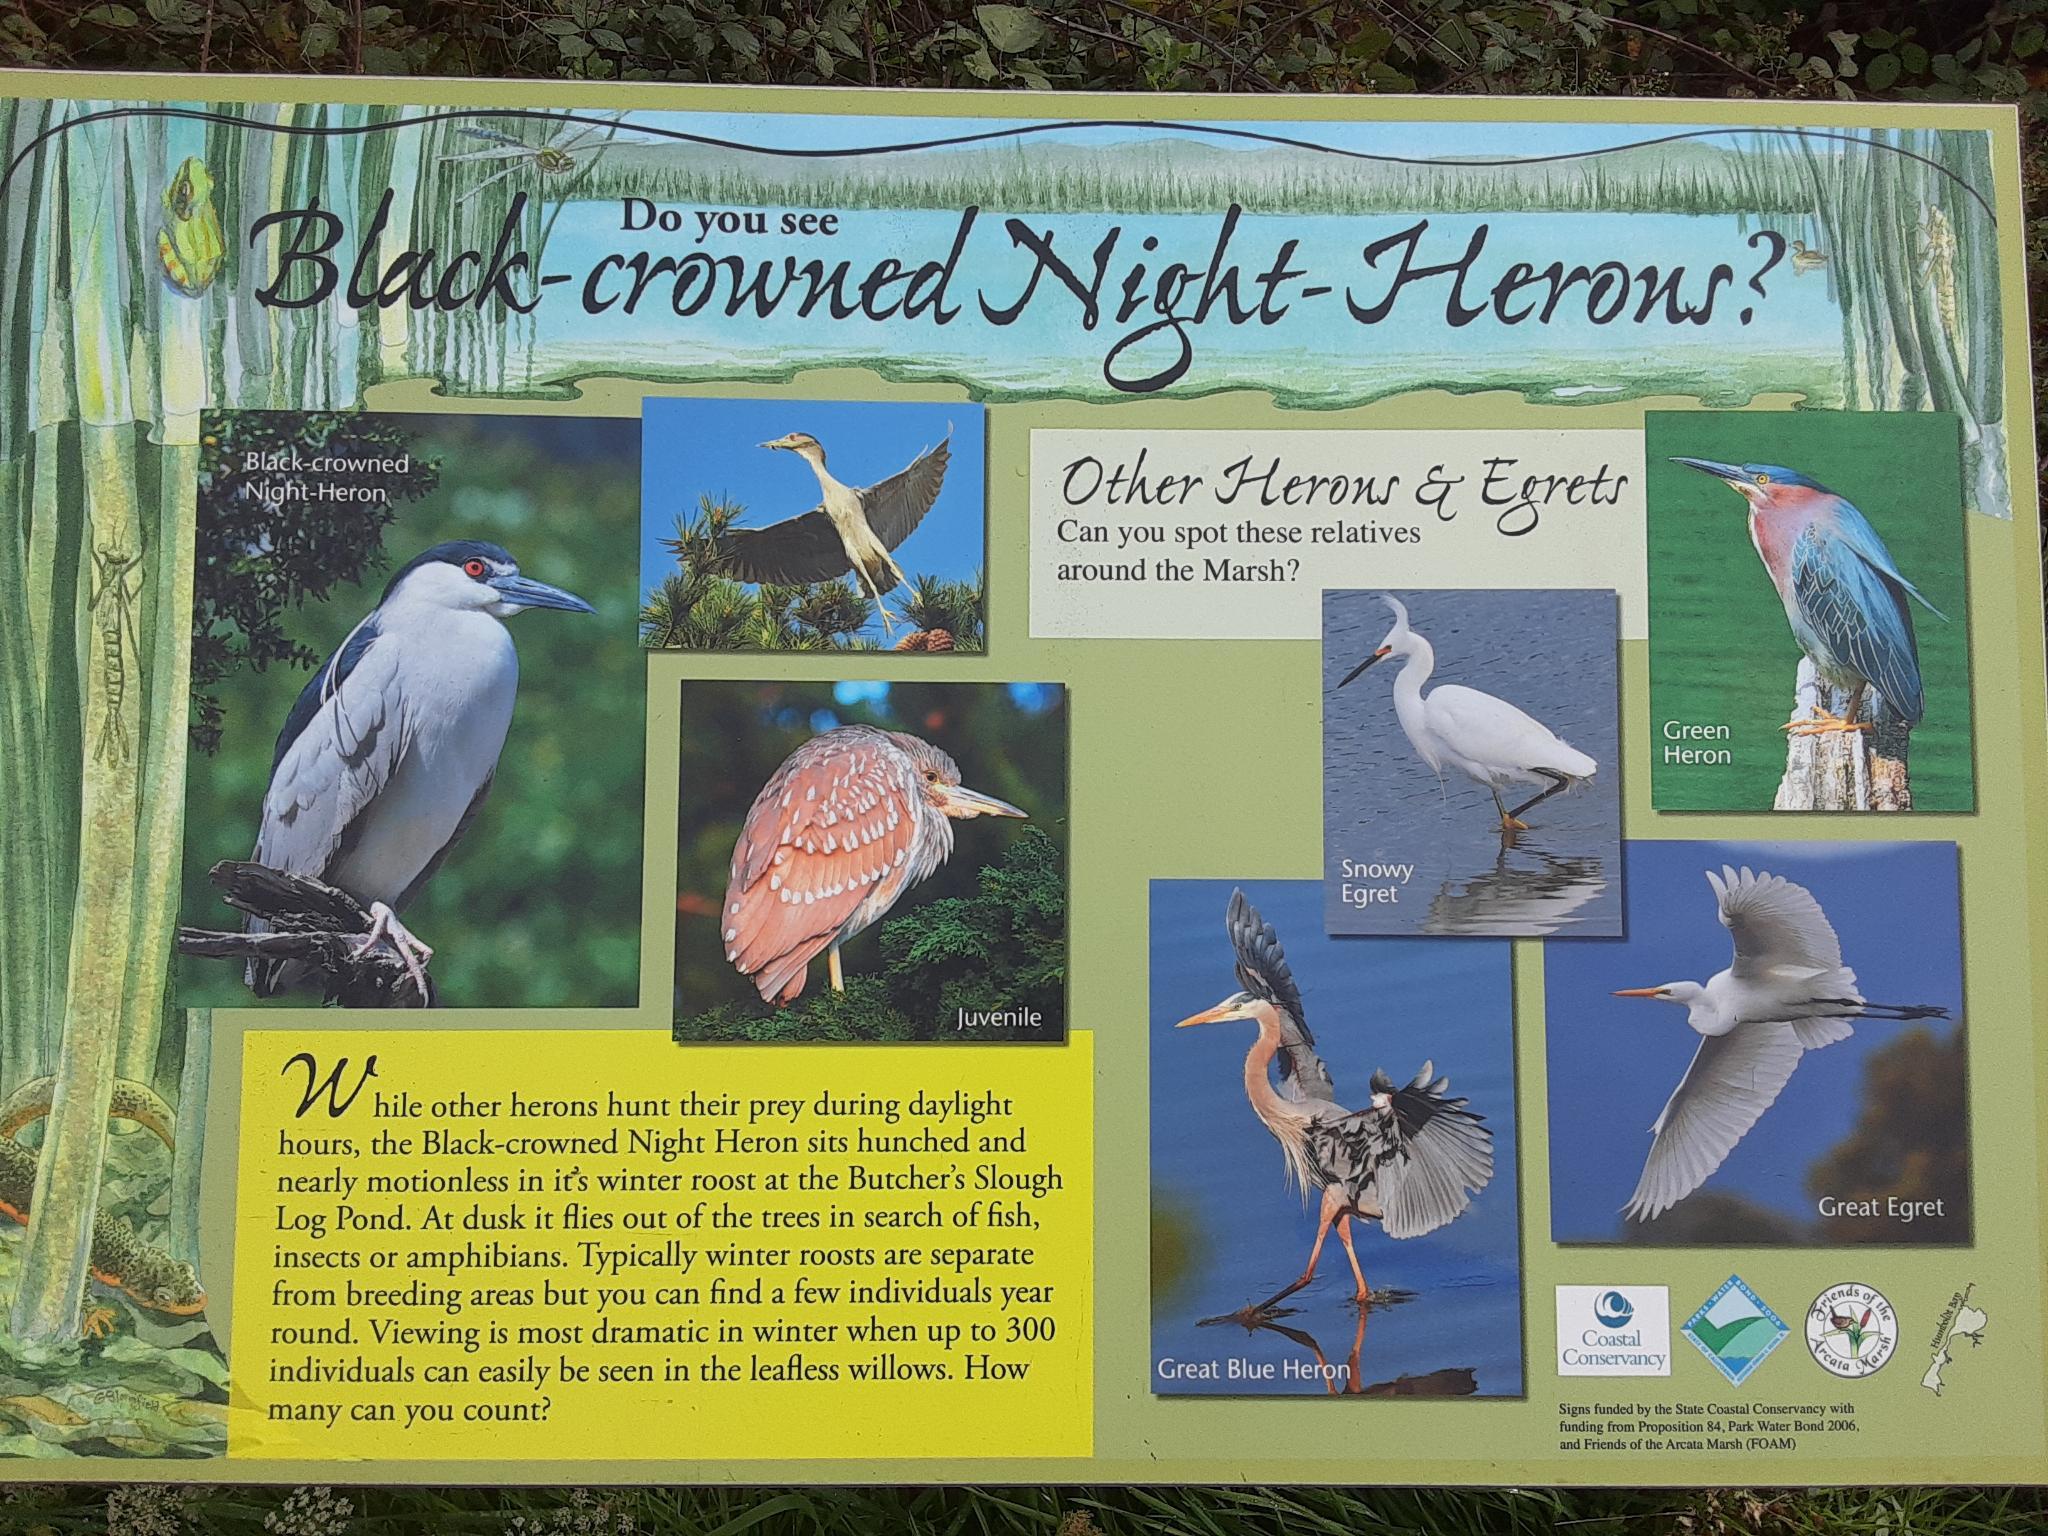 Do you see
Black-crowned Night-Herons?
Black-crowned
Night-Heron
Juvenile
While other herons hunt their prey during daylight
hours, the Black-crowned Night Heron sits hunched and
nearly motionless in it's winter roost at the Butcher's Slough
Log Pond. At dusk it flies out of the trees in search of fish,
insects or amphibians. Typically winter roosts are separate
from breeding areas but you can find a few individuals year
round. Viewing is most dramatic in winter when up to 300
individuals can easily be seen in the leafless willows. How
many can you count?
Other Herons & Egrets
Can you spot these relatives
around the Marsh?
Green
Heron
Snowy
Egret
Great Blue Heron
Great Egret
Coastal
Conservancy
Friends of the
Arcata Marsh
Humboldt Bay
Signs funded by the State Coastal Conservancy with
funding from Proposition 84, Park Water Bond 2006,
and Friends of the Arcata Marsh (FOAM)